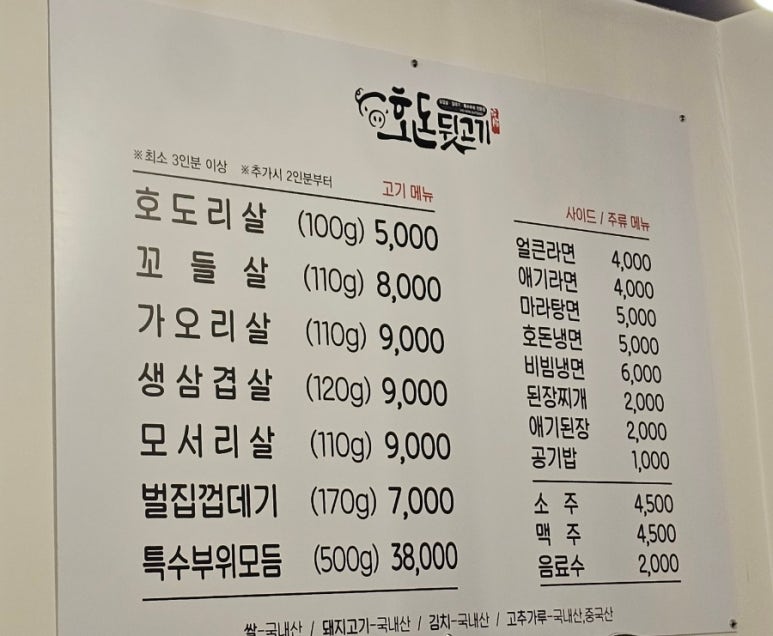 호돈뒷고기
※최소 3인분 이상 ※추가시 2인분부터
고기 메뉴
호도리살 (100g) 5,000
꼬들살 (110g) 8,000
가오리살 (110g) 9,000
생삼겹살 (120g) 9,000
모서리살 (110g) 9,000
벌집껍데기 (170g) 7,000
특수부위모듬 (500g) 38,000
사이드 / 주류 메뉴
얼큰라면 4,000
애기라면 4,000
마라탕면 5,000
호돈냉면 5,000
비빔냉면 6,000
된장찌개 2,000
애기된장 2,000
공기밥 1,000
소주 4,500
맥주 4,500
음료수 2,000
쌀-국내산 / 돼지고기-국내산 / 김치-국내산 / 고추가루-국내산,중국산